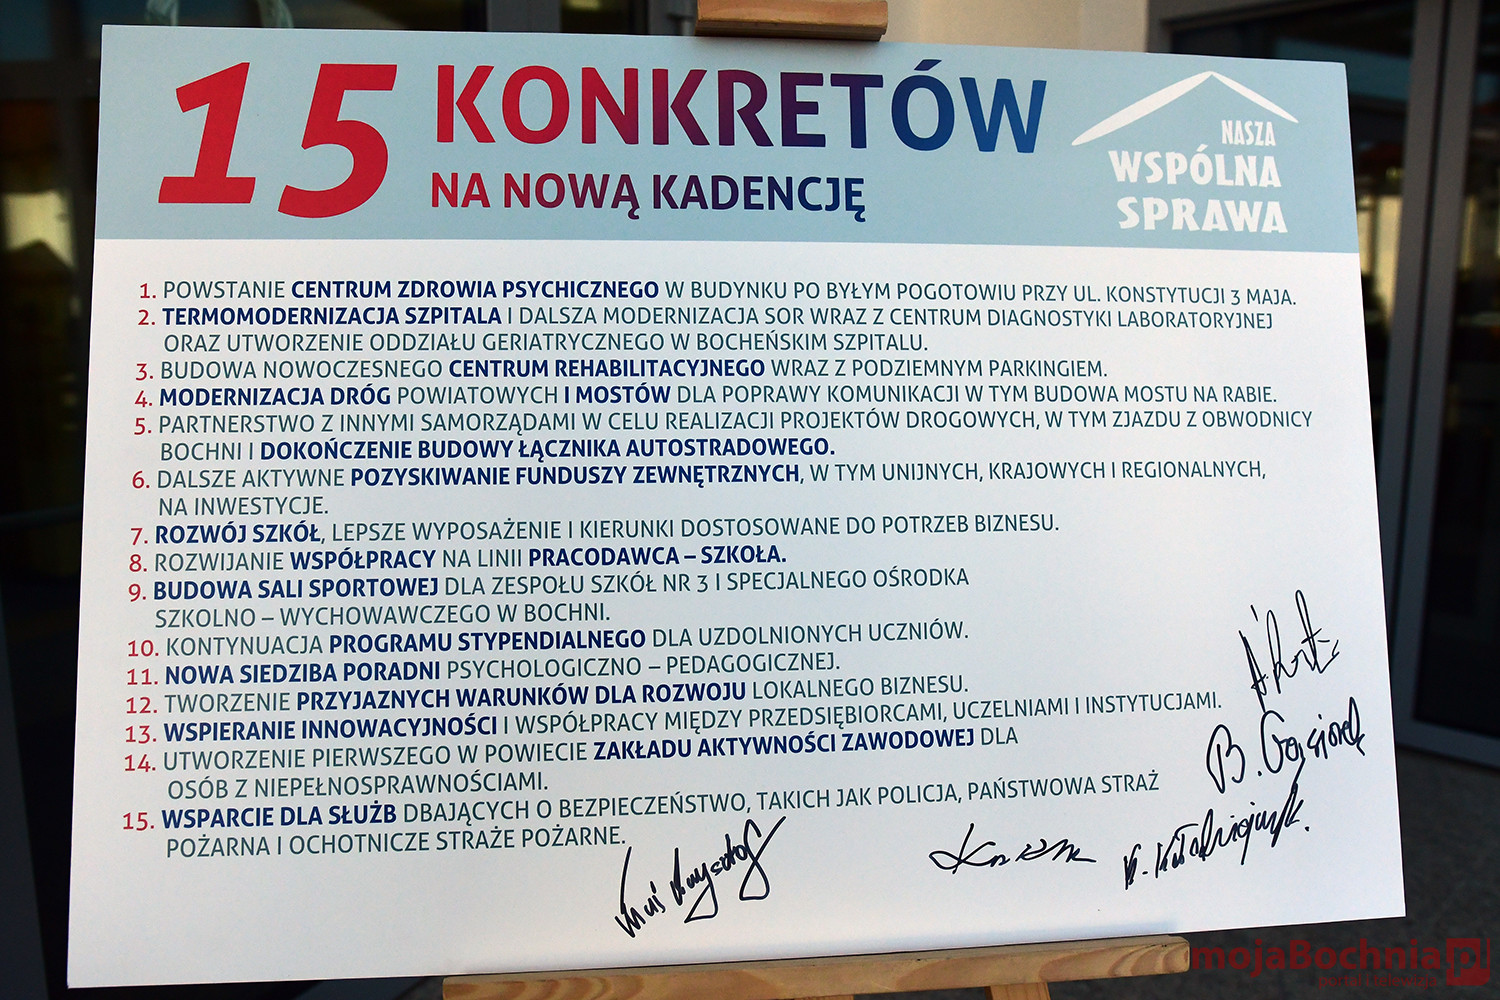 15 KONKRETÓW
NA NOWĄ KADENCJĘ
NASZA
WSPÓLNA
SPRAWA
1. POWSTANIE CENTRUM ZDROWIA PSYCHICZNEGO W BUDYNKU PO BYŁYM POGOTOWIU PRZY UL. KONSTYTUCJI 3 MAJA.
2. TERMOMODERNIZACJA SZPITALA I DALSZA MODERNIZACJA SOR WRAZ Z CENTRUM DIAGNOSTYKI LABORATORYJNEJ
ORAZ UTWORZENIE ODDZIAŁU GERIATRYCZNEGO W BOCHEŃSKIM SZPITALU.
3. BUDOWA NOWOCZESNEGO CENTRUM REHABILITACYJNEGO WRAZ Z PODZIEMNYM PARKINGIEM.
4. MODERNIZACJA DRÓG POWIATOWYCH I MOSTÓW DLA POPRAWY KOMUNIKACJI W TYM BUDOWA MOSTU NA RABIE.
5. PARTNERSTWO Z INNYMI SAMORZĄDAMI W CELU REALIZACJI PROJEKTÓW DROGOWYCH, W TYM ZJAZDU Z OBWODNICY
BOCHNI I DOKOŃCZENIE BUDOWY ŁĄCZNIKA AUTOSTRADOWEGO.
6. DALSZE AKTYWNE POZYSKIWANIE FUNDUSZY ZEWNĘTRZNYCH, W TYM UNIJNYCH, KRAJOWYCH I REGIONALNYCH,
NA INWESTYCJE.
7. ROZWÓJ SZKÓŁ, LEPSZE WYPOSAŻENIE I KIERUNKI DOSTOSOWANE DO POTRZEB BIZNESU.
8. ROZWIJANIE WSPÓŁPRACY NA LINII PRACODAWCA – SZKOŁA.
9. BUDOWA SALI SPORTOWEJ DLA ZESPOŁU SZKÓŁ NR 3 I SPECJALNEGO OŚRODKA
SZKOLNO – WYCHOWAWCZEGO W BOCHNI.
10. KONTYNUACJA PROGRAMU STYPENDIALNEGO DLA UZDOLNIONYCH UCZNIÓW.
11. NOWA SIEDZIBA PORADNI PSYCHOLOGICZNO – PEDAGOGICZNEJ.
12. TWORZENIE PRZYJAZNYCH WARUNKÓW DLA ROZWOJU LOKALNEGO BIZNESU.
13. WSPIERANIE INNOWACYJNOŚCI I WSPÓŁPRACY MIĘDZY PRZEDSIĘBIORCAMI, UCZELNIAMI I INSTYTUCJAMI.
14. UTWORZENIE PIERWSZEGO W POWIECIE ZAKŁADU AKTYWNOŚCI ZAWODOWEJ DLA
OSÓB Z NIEPEŁNOSPRAWNOŚCIAMI.
15. WSPARCIE DLA SŁUŻB DBAJĄCYCH O BEZPIECZEŃSTWO, TAKICH JAK POLICJA, PAŃSTWOWA STRAŻ
POŻARNA I OCHOTNICZE STRAŻE POŻARNE.
mojaBochnia.pl